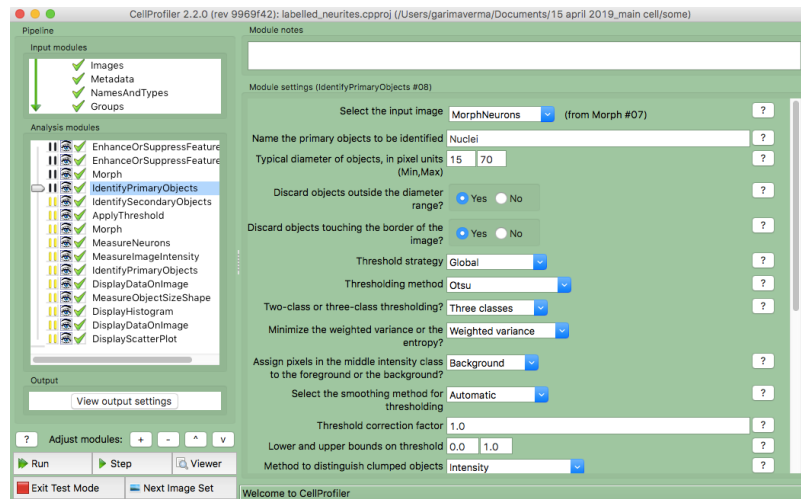 CellProfiler 2.2.0 (rev 9969f42): labelled_neurites.cpproj (/Users/garimaverma/Documents/15 april 2019_main cell/some)
Pipeline
Input modules
Images
Metadata
NamesAndTypes
Groups
Analysis modules
EnhanceOrSuppressFeature
EnhanceOrSuppressFeature
Morph
IdentifyPrimaryObjects
IdentifySecondaryObjects
ApplyThreshold
Morph
MeasureNeurons
MeasureImageIntensity
IdentifyPrimaryObjects
DisplayDataOnImage
MeasureObjectSizeShape
DisplayHistogram
DisplayDataOnImage
DisplayScatterPlot
Output
View output settings
? Adjust modules: + - ^ v
Run Step Viewer
Exit Test Mode Next Image Set
Module notes
Module settings (IdentifyPrimaryObjects #08)
Select the input image MorphNeurons (from Morph #07) ?
Name the primary objects to be identified Nuclei ?
Typical diameter of objects, in pixel units 15 70 ?
(Min,Max)
Discard objects outside the diameter ?
range? Yes No
Discard objects touching the border of the ?
image? Yes No
Threshold strategy Global ?
Thresholding method Otsu ?
Two-class or three-class thresholding? Three classes ?
Minimize the weighted variance or the Weighted variance ?
entropy?
Assign pixels in the middle intensity class Background ?
to the foreground or the background?
Select the smoothing method for Automatic ?
thresholding
Threshold correction factor 1.0 ?
Lower and upper bounds on threshold 0.0 1.0 ?
Method to distinguish clumped objects Intensity ?
Welcome to CellProfiler